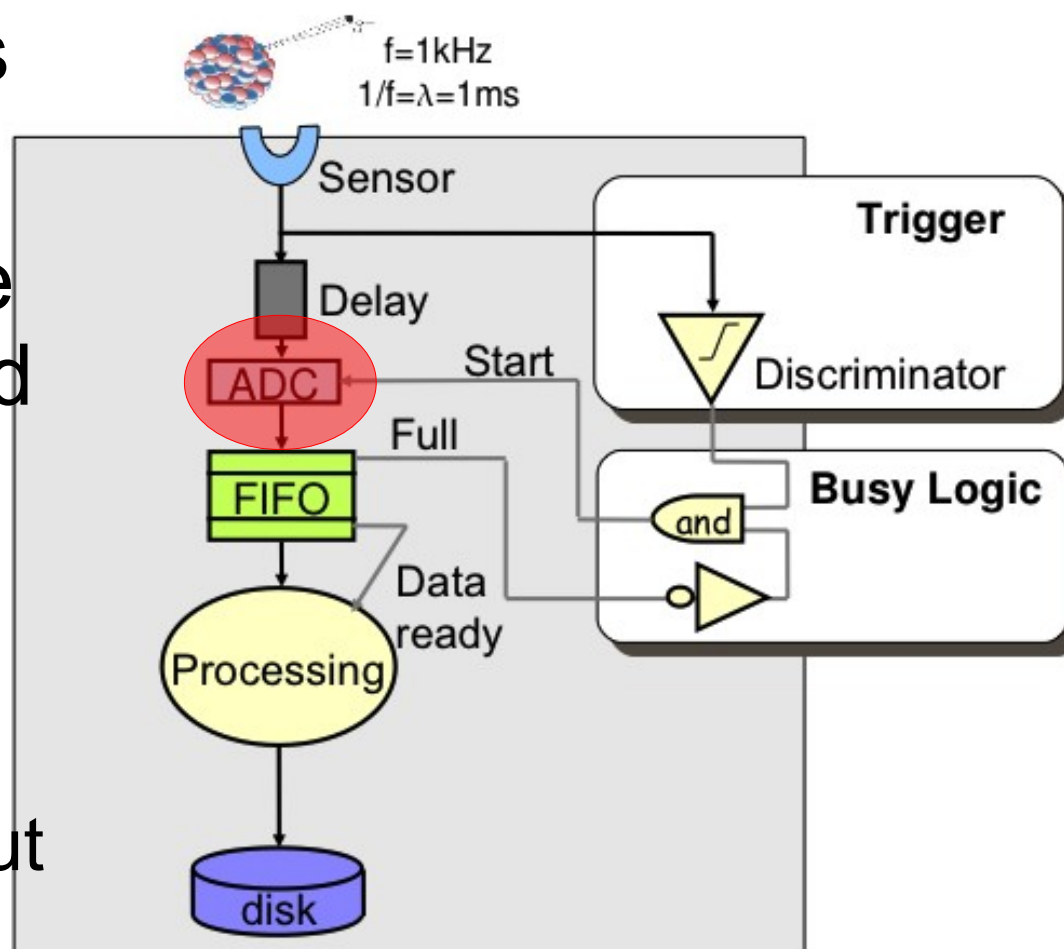 f=1kHz
1/f=λ=1ms
Sensor
Trigger
Delay
Discriminator
Start
ADC
Full
Busy Logic
FIFO
and
Data
ready
Processing
disk